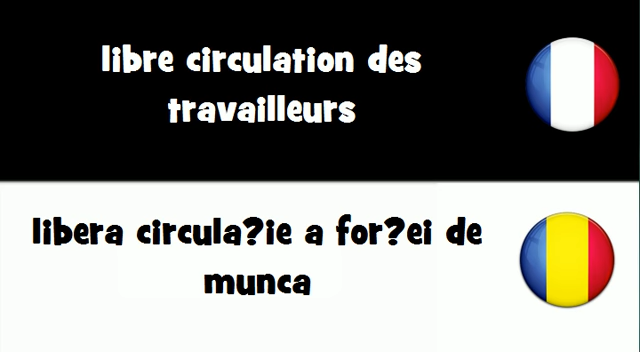 libre circulation des
travailleurs
libera circula?ie a for?ei de
munca